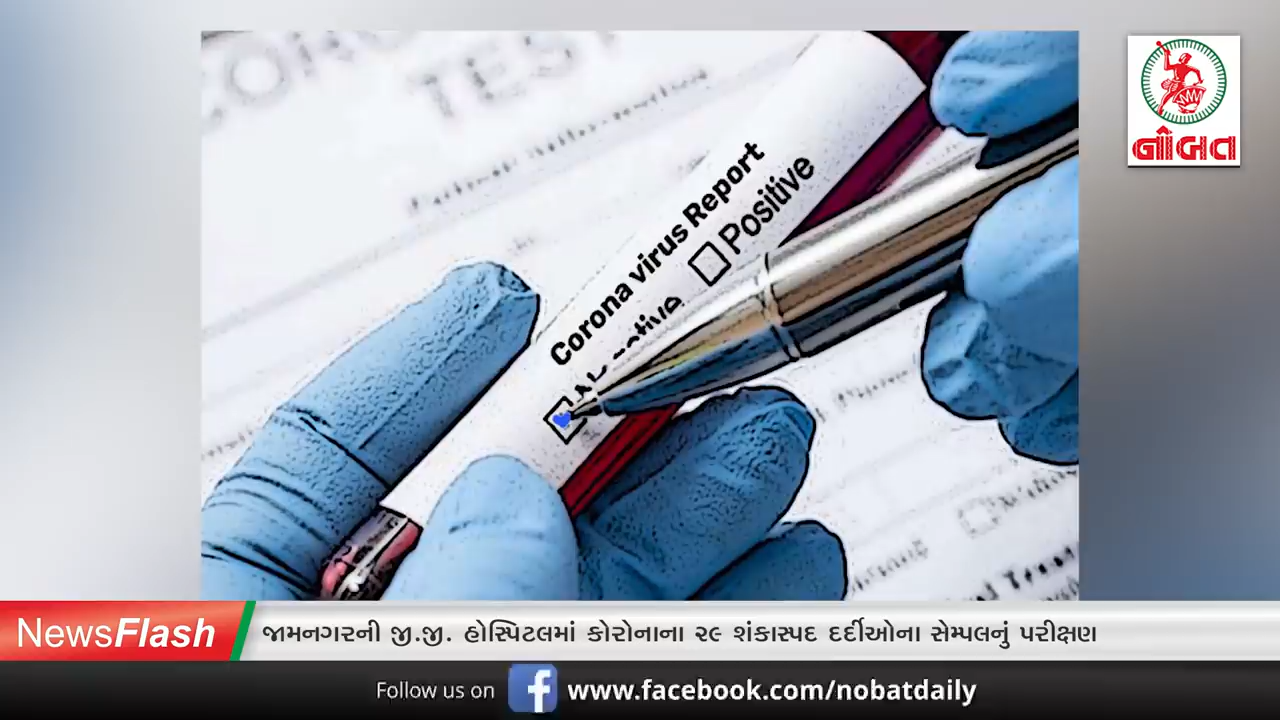 TEST
નોબત
Corona virus Report
Positive
NewsFlash
જામનગરની જી.જી. હોસ્પિટલમાં કોરોનાના ૨૯ શંકાસ્પદ દર્દીઓના સેમ્પલનું પરીક્ષણ
Follow us on
www.facebook.com/nobatdaily